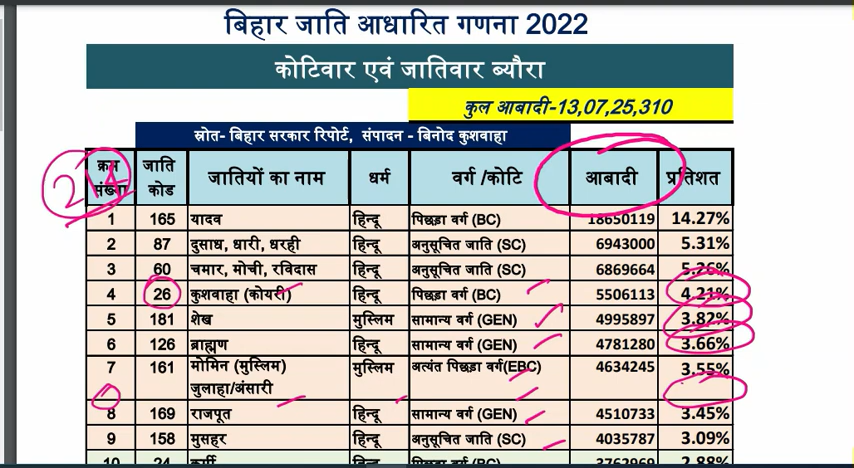 बिहार जाति आधारित गणना 2022
कोटिवार एवं जातिवार ब्यौरा
कुल आबादी-13,07,25,310
स्रोत- बिहार सरकार रिपोर्ट, संपादन - बिनोद कुशवाहा
214
क्रम संख्या जाति कोड जातियों का नाम धर्म वर्ग /कोटि आबादी प्रतिशत
1 165 यादव हिन्दू पिछड़ा वर्ग (BC) 18650119 14.27%
2 87 दुसाध, धारी, धरही हिन्दू अनुसूचित जाति (SC) 6943000 5.31%
3 60 चमार, मोची, रविदास हिन्दू अनुसूचित जाति (SC) 6869664 5.26%
4 26 कुशवाहा (कोयरी) हिन्दू पिछड़ा वर्ग (BC) 5506113 4.21%
5 181 शेख मुस्लिम सामान्य वर्ग (GEN) 4995897 3.82%
6 126 ब्राह्मण हिन्दू सामान्य वर्ग (GEN) 4781280 3.66%
7 161 मोमिन (मुस्लिम) मुस्लिम अत्यंत पिछड़ा वर्ग(EBC) 4634245 3.55%
जुलाहा/अंसारी
8 169 राजपूत हिन्दू सामान्य वर्ग (GEN) 4510733 3.45%
9 158 मुसहर हिन्दू अनुसूचित जाति (SC) 4035787 3.09%
10 24 कुर्मी हिन्दू पिछड़ा वर्ग (BC) 3762969 2.88%